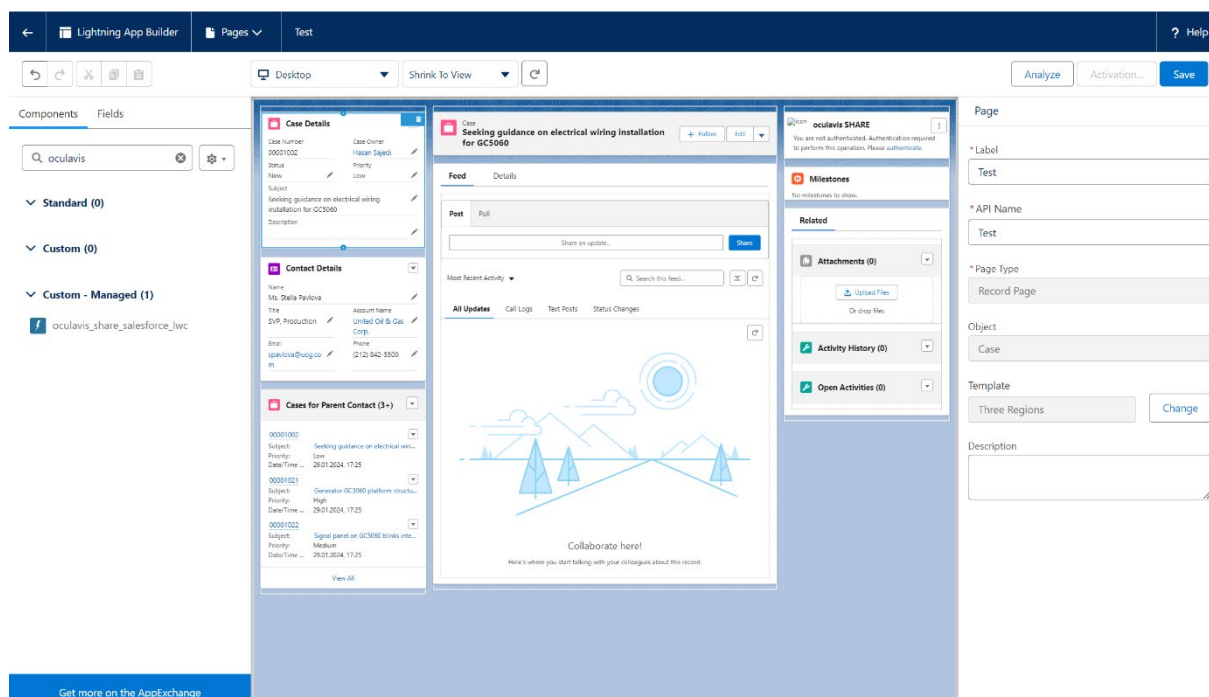 Lightning App Builder
Pages
Test
? Help
Desktop
Shrink To View
Analyze
Activation...
Save
Components
Fields
oculavis
Standard (0)
Custom (0)
Custom - Managed (1)
oculavis_share_salesforce_lwc
Get more on the AppExchange
Case Details
Case Number
Case Owner
00001002
Hasan Sajedi
Status
Priority
New
Low
Subject
Seeking guidance on electrical wiring
installation for GC5060
Description
Contact Details
Name
Ms. Stella Pavlova
Title
Account Name
SVP, Production
United Oil & Gas
Corp.
Email
Phone
spavlova@uog.co
m
(212) 842-5500
Cases for Parent Contact (3+)
00001002
Subject: Seeking guidance on electrical wiri...
Priority: Low
Date/Time ... 29.01.2024, 17:25
00001021
Subject: Generator GC3060 platform structu...
Priority: High
Date/Time ... 29.01.2024, 17:25
00001022
Subject: Signal panel on GC5060 blinks inte...
Priority: Medium
Date/Time ... 29.01.2024, 17:25
View All
Case
Seeking guidance on electrical wiring installation
for GC5060
+ Follow
Edit
Feed
Details
Post
Poll
Share an update...
Share
Most Recent Activity
Search this feed...
All Updates
Call Logs
Text Posts
Status Changes
Collaborate here!
Here's where you start talking with your colleagues about this record.
icon
oculavis SHARE
You are not authenticated. Authentication required
to perform this operation. Please authenticate.
Milestones
No milestones to show.
Related
Attachments (0)
Upload Files
Or drop files
Activity History (0)
Open Activities (0)
Page
*Label
Test
*API Name
Test
*Page Type
Record Page
Object
Case
Template
Three Regions
Change
Description